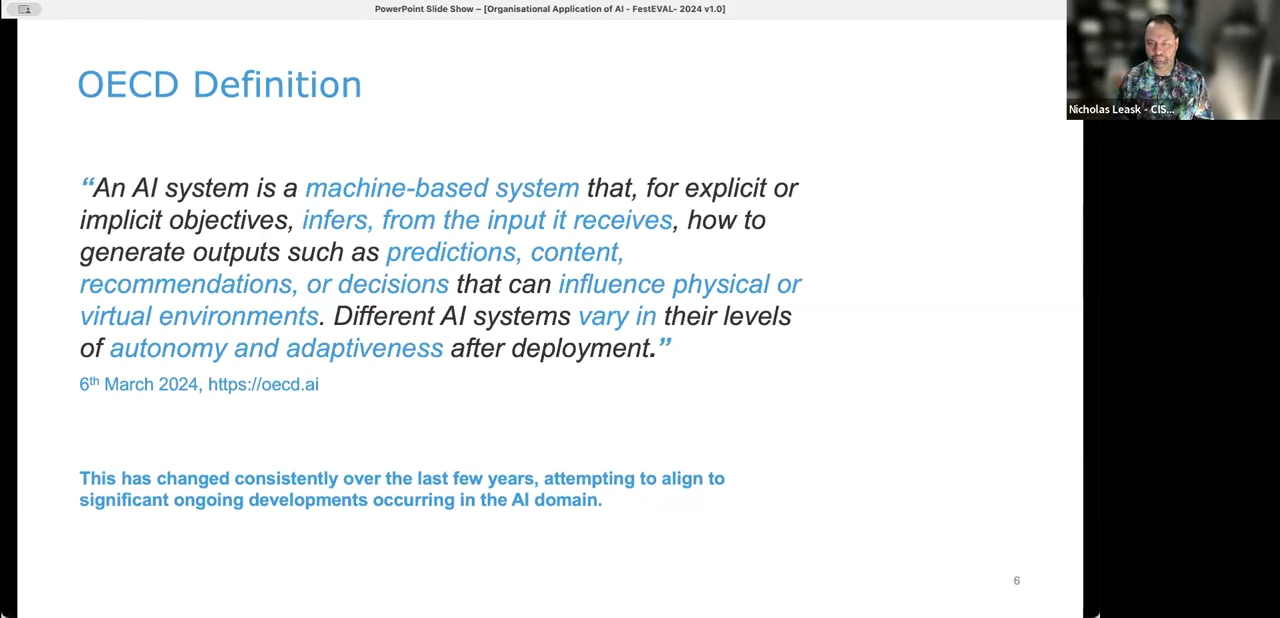 PowerPoint Slide Show – [Organisational Application of AI - FestEVAL- 2024 v1.0]
Nicholas Leask - CIS...
OECD Definition
“An AI system is a machine-based system that, for explicit or
implicit objectives, infers, from the input it receives, how to
generate outputs such as predictions, content,
recommendations, or decisions that can influence physical or
virtual environments. Different AI systems vary in their levels
of autonomy and adaptiveness after deployment.”
6th March 2024, https://oecd.ai
This has changed consistently over the last few years, attempting to align to
significant ongoing developments occurring in the AI domain.
6